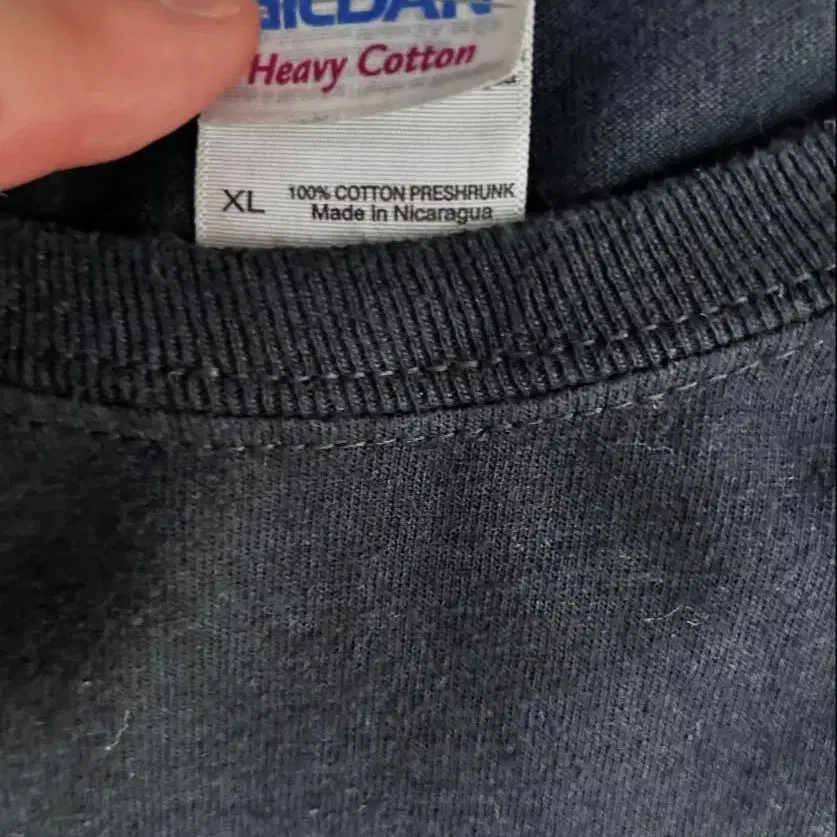 Heavy Cotton
XL 100% COTTON PRESHRUNK
Made in Nicaragua